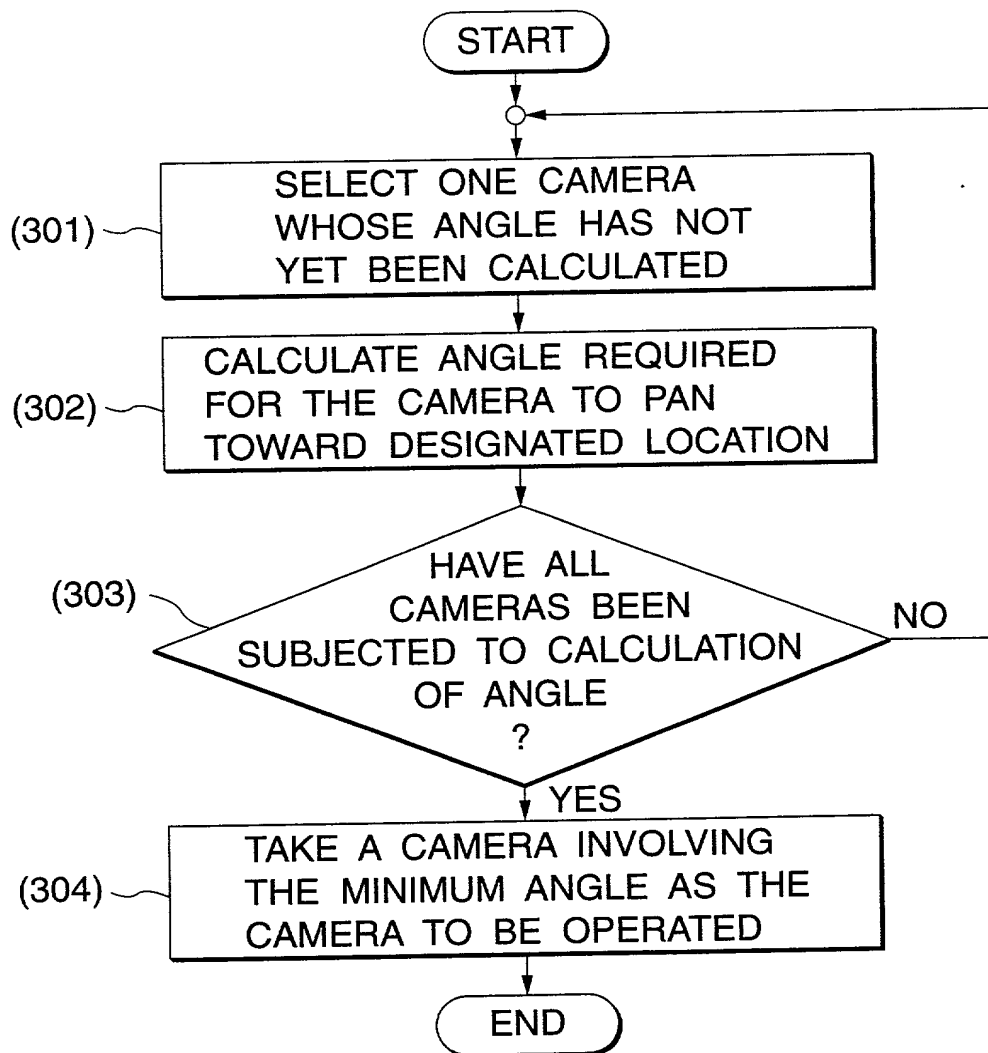 START
(301)
SELECT ONE CAMERA
WHOSE ANGLE HAS NOT
YET BEEN CALCULATED
(302)
CALCULATE ANGLE REQUIRED
FOR THE CAMERA TO PAN
TOWARD DESIGNATED LOCATION
(303)
HAVE ALL
CAMERAS BEEN
SUBJECTED TO CALCULATION
OF ANGLE
?
NO
YES
(304)
TAKE A CAMERA INVOLVING
THE MINIMUM ANGLE AS THE
CAMERA TO BE OPERATED
END